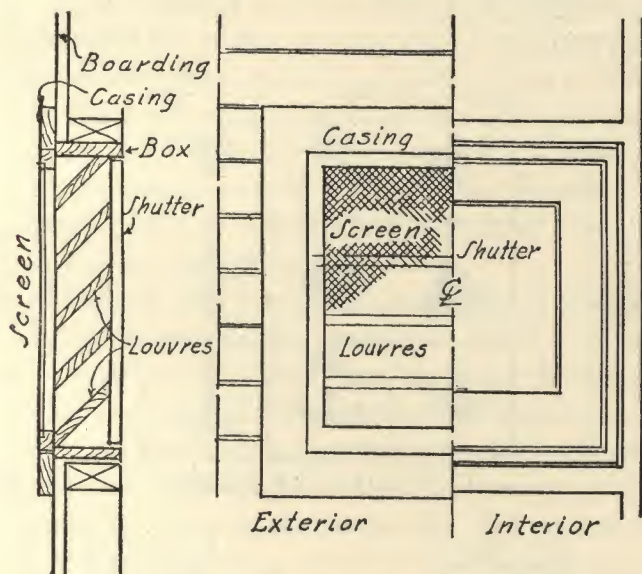 Boarding
Casing
Box
Shutter
Screen
Louvres
Casing
Screen
Shutter
℄
Louvres
Exterior
Interior